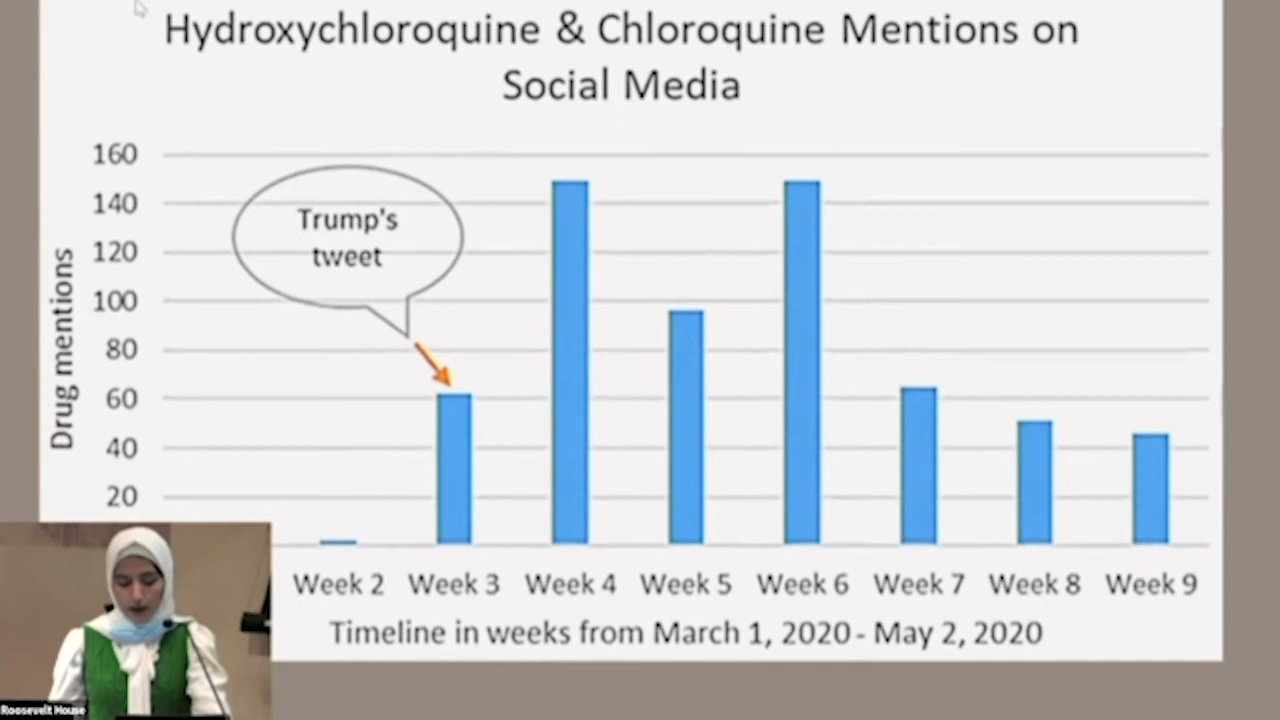 Hydroxychloroquine & Chloroquine Mentions on
Social Media
160
140
120
100
80
60
40
20
Drug mentions
Trump's
tweet
Week 2 Week 3 Week 4 Week 5 Week 6 Week 7 Week 8 Week 9
Timeline in weeks from March 1, 2020 - May 2, 2020
Roosevelt House